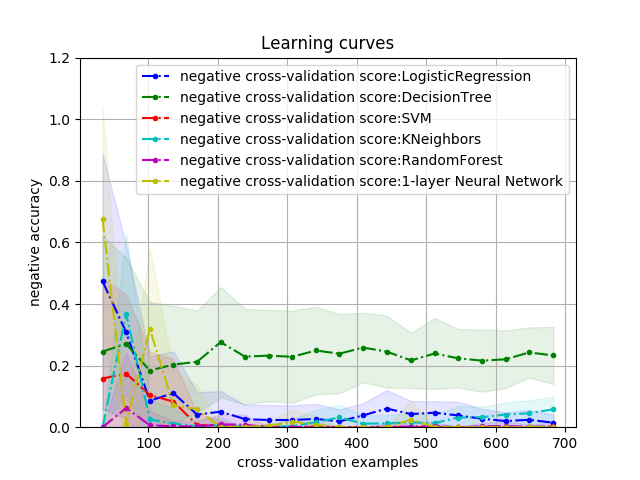 Learning curves
negative cross-validation score:LogisticRegression
negative cross-validation score:DecisionTree
negative cross-validation score:SVM
negative cross-validation score:KNeighbors
negative cross-validation score:RandomForest
negative cross-validation score:1-layer Neural Network
negative accuracy
1.2
1.0
0.8
0.6
0.4
0.2
0.0
100 200 300 400 500 600 700
cross-validation examples